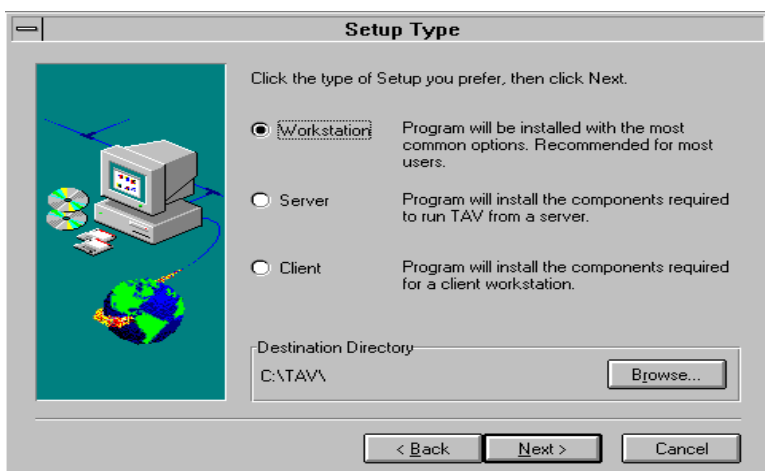 Setup Type
Click the type of Setup you prefer, then click Next.
Workstation
Program will be installed with the most
common options. Recommended for most
users.
Server
Program will install the components required
to run TAV from a server.
Client
Program will install the components required
for a client workstation.
Destination Directory
C:\TAV\
Browse...
< Back
Next >
Cancel